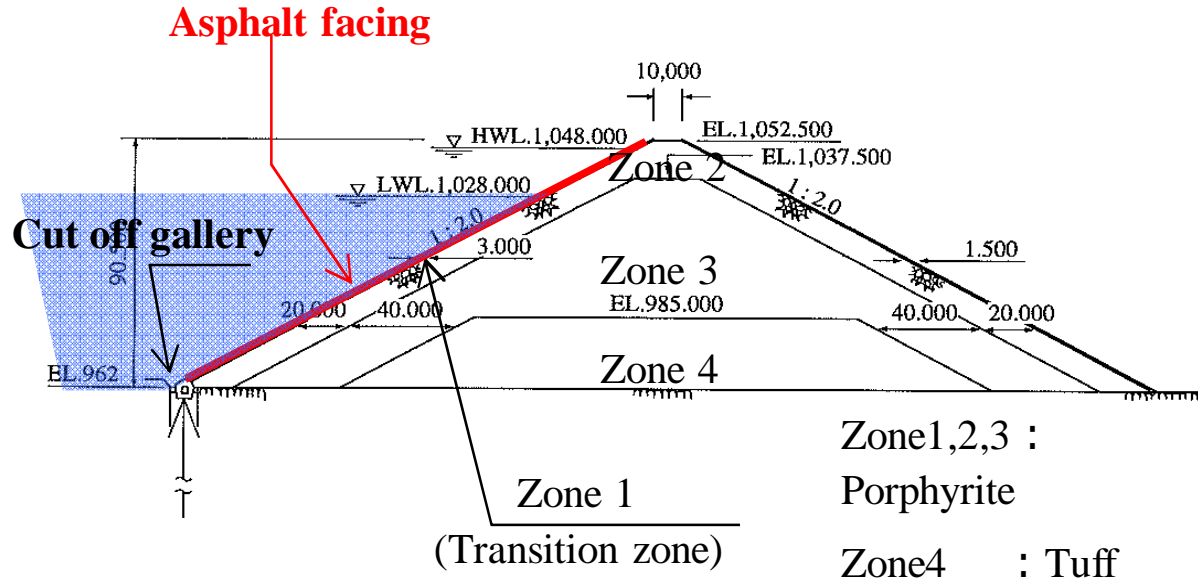 Asphalt facing
10,000
HWL.1,048.000
EL.1,052.500
EL.1,037.500
Zone 2
LWL.1,028.000
1:2.0
1:2.0
Cut off gallery
3.000
1.500
Zone 3
20.000
40.000
EL.985.000
40.000
20.000
EL.962
Zone 4
Zone1,2,3 :
Porphyrite
Zone 1
(Transition zone)
Zone4 : Tuff